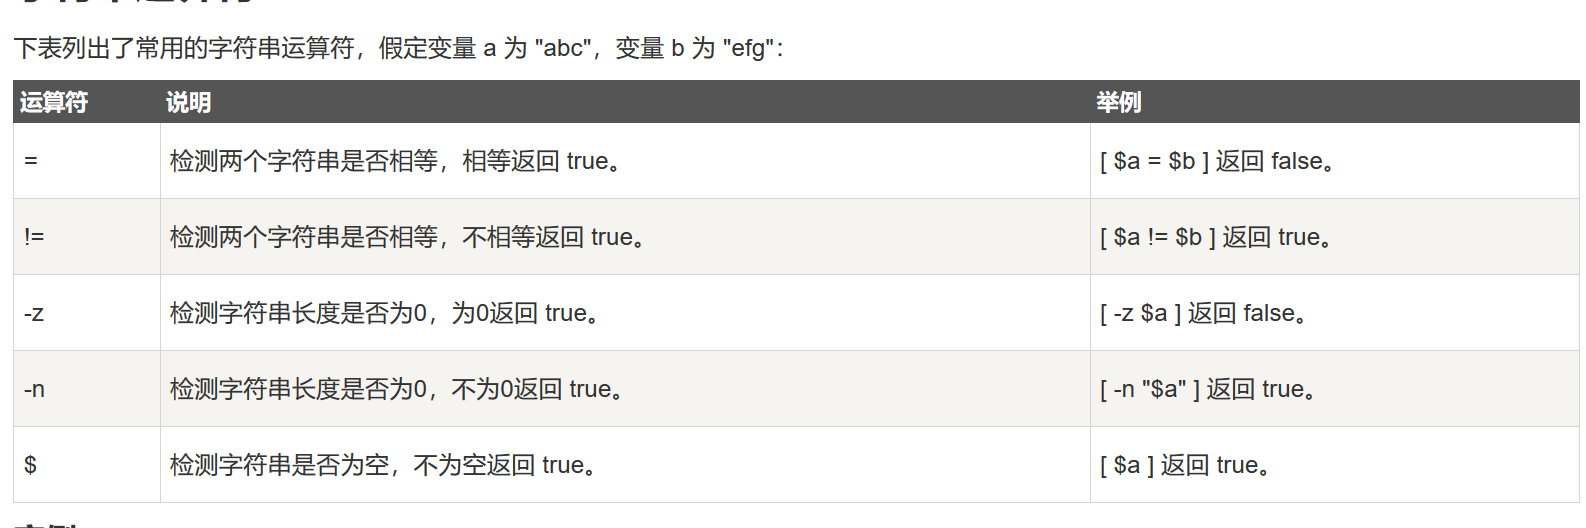 下表列出了常用的字符串运算符，假定变量 a 为 "abc"，变量 b 为 "efg"：
运算符 说明 举例
= 检测两个字符串是否相等，相等返回 true。 [ $a = $b ] 返回 false。
!= 检测两个字符串是否相等，不相等返回 true。 [ $a != $b ] 返回 true。
-z 检测字符串长度是否为0，为0返回 true。 [ -z $a ] 返回 false。
-n 检测字符串长度是否为0，不为0返回 true。 [ -n "$a" ] 返回 true。
$ 检测字符串是否为空，不为空返回 true。 [ $a ] 返回 true。